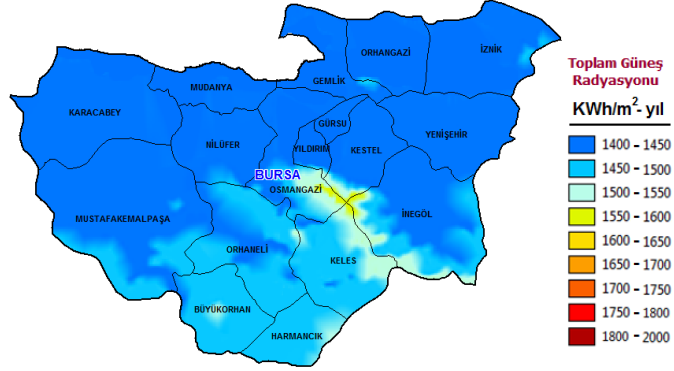 ORHANGAZİ
İZNİK
GEMLİK
MUDANYA
KARACABEY
GÜRSU
YENİŞEHİR
NİLÜFER
YILDIRIM
KESTEL
BURSA
OSMANGAZİ
MUSTAFAKEMALPAŞA
İNEGÖL
ORHANELİ
KELES
BÜYÜKORHAN
HARMANCIK
Toplam Güneş
Radyasyonu
KWh/m²- yıl
1400 - 1450
1450 - 1500
1500 - 1550
1550 - 1600
1600 - 1650
1650 - 1700
1700 - 1750
1750 - 1800
1800 - 2000